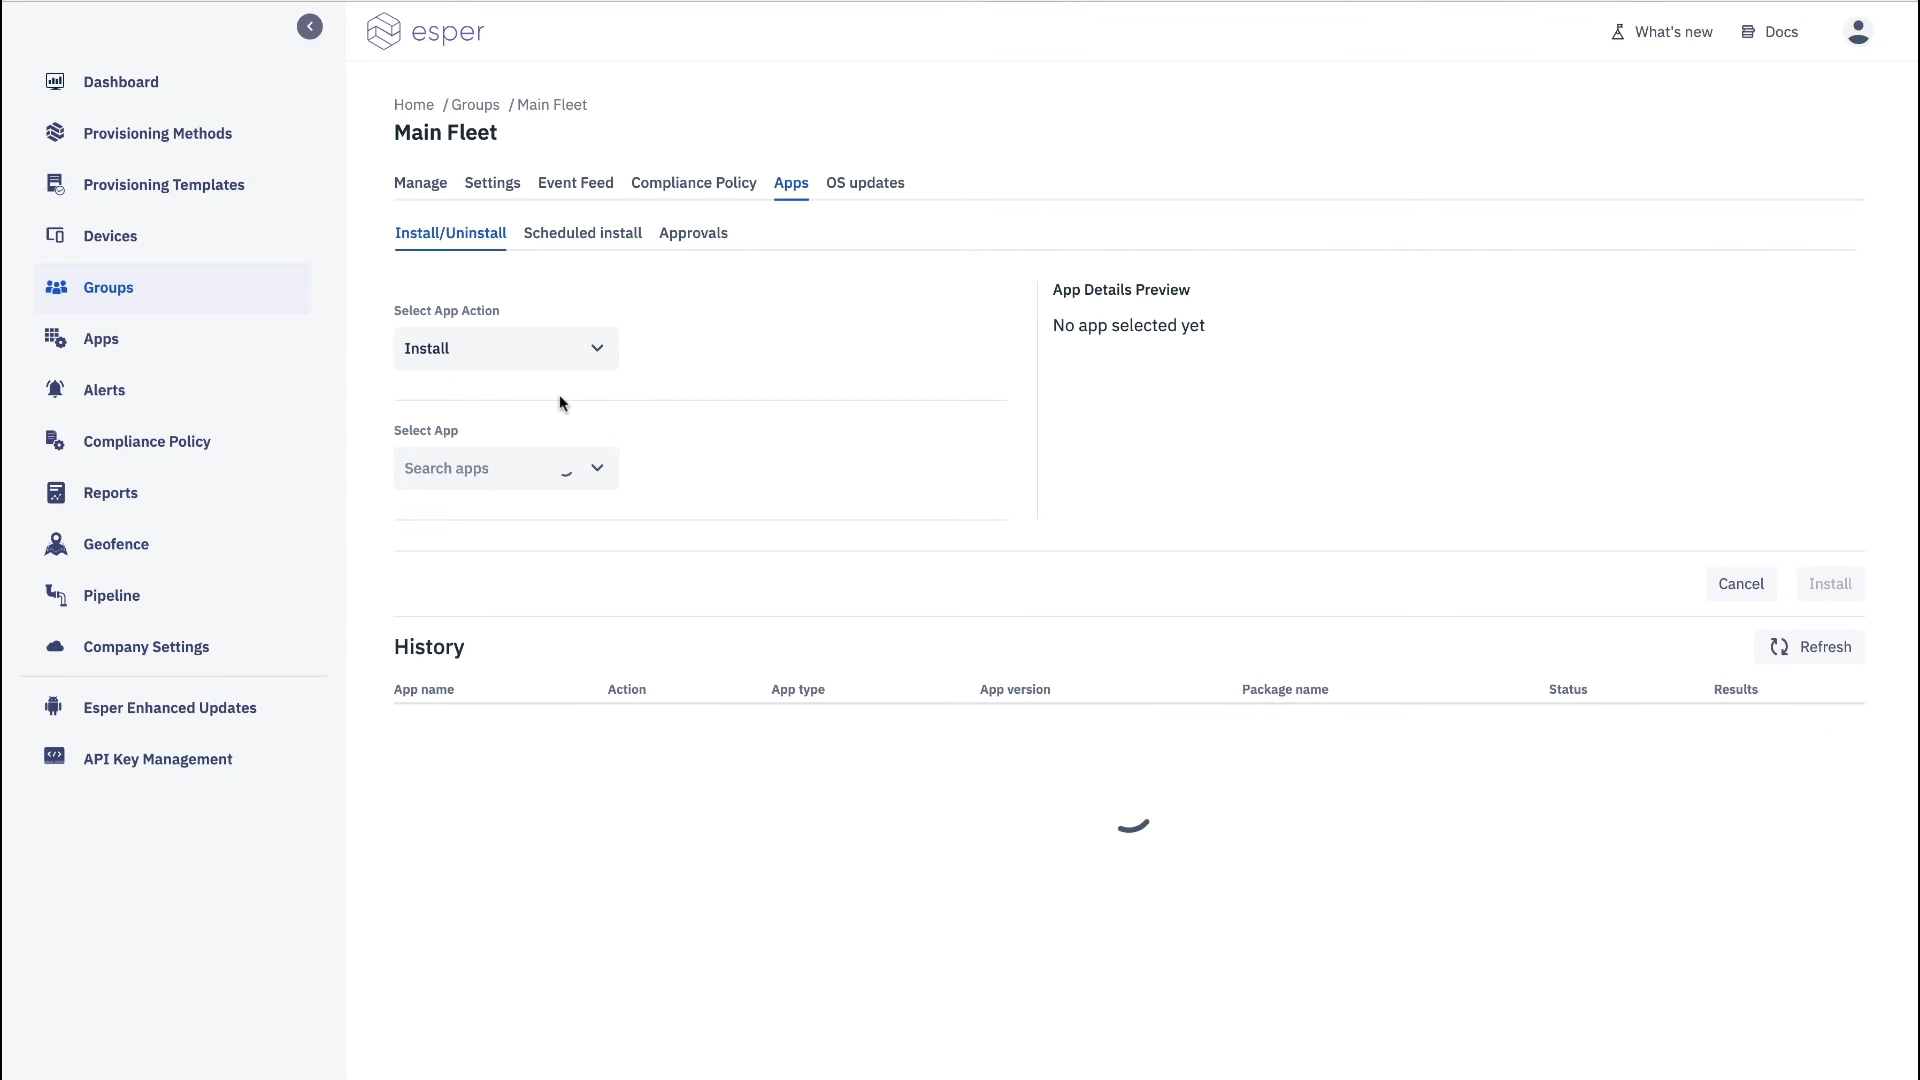 esper
What's new
Docs
Dashboard
Provisioning Methods
Provisioning Templates
Devices
Groups
Apps
Alerts
Compliance Policy
Reports
Geofence
Pipeline
Company Settings
Esper Enhanced Updates
API Key Management
Home / Groups / Main Fleet
Main Fleet
Manage Settings Event Feed Compliance Policy Apps OS updates
Install/Uninstall Scheduled install Approvals
Select App Action
Install
Select App
Search apps
App Details Preview
No app selected yet
Cancel Install
History
Refresh
App name Action App type App version Package name Status Results